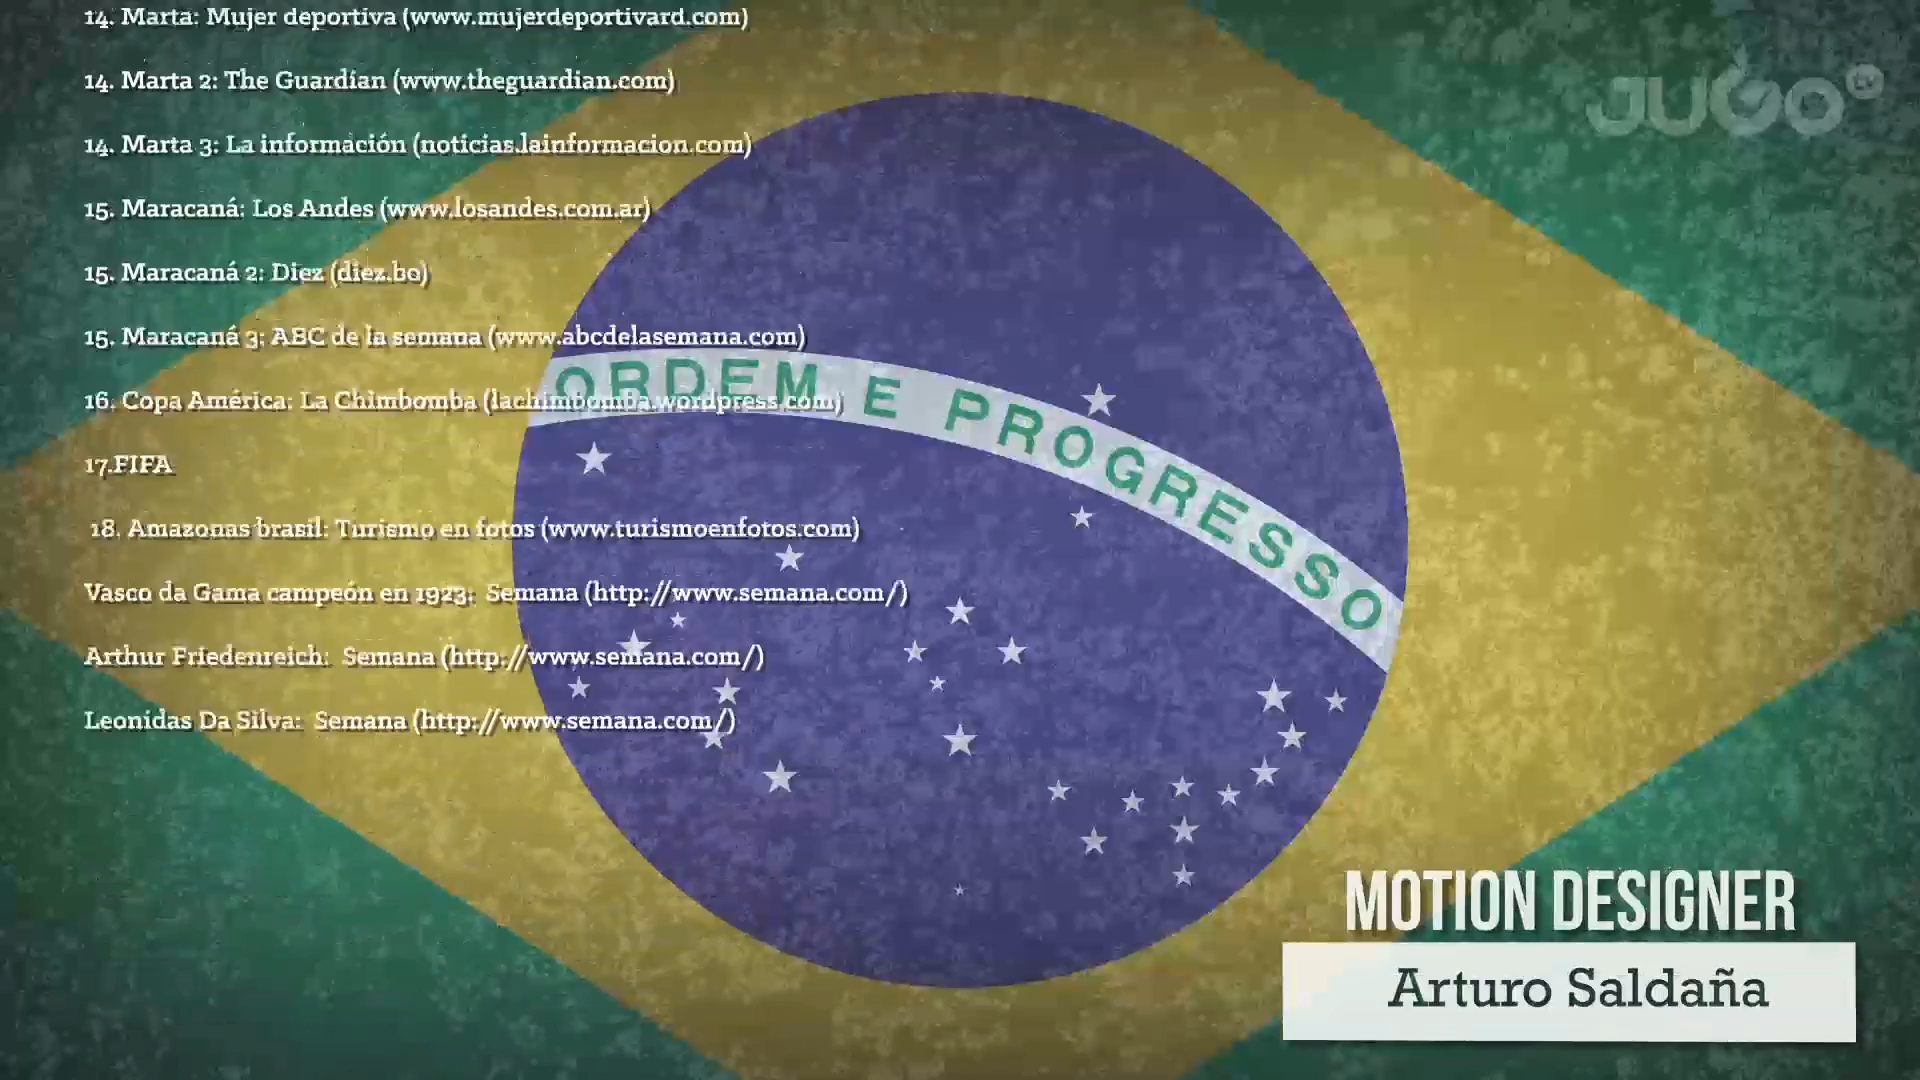 14. Marta: Mujer deportiva (www.mujerdeportivard.com)
14. Marta 2: The Guardian (www.theguardian.com)
14. Marta 3: La información (noticias.lainformacion.com)
15. Maracaná: Los Andes (www.losandes.com.ar)
15. Maracaná 2: Diez (diez.bo)
15. Maracaná 3: ABC de la semana (www.abcdelasemana.com)
16. Copa América: La Chimbomba (lachimbomba.wordpress.com)
17.FIFA
18. Amazonas brasil: Turismo en fotos (www.turismoenfotos.com)
Vasco da Gama campeón en 1923: Semana (http://www.semana.com/)
Arthur Friedenreich: Semana (http://www.semana.com/)
Leonidas Da Silva: Semana (http://www.semana.com/)
JUGO tv
ORDEM E PROGRESSO
MOTION DESIGNER
Arturo Saldaña